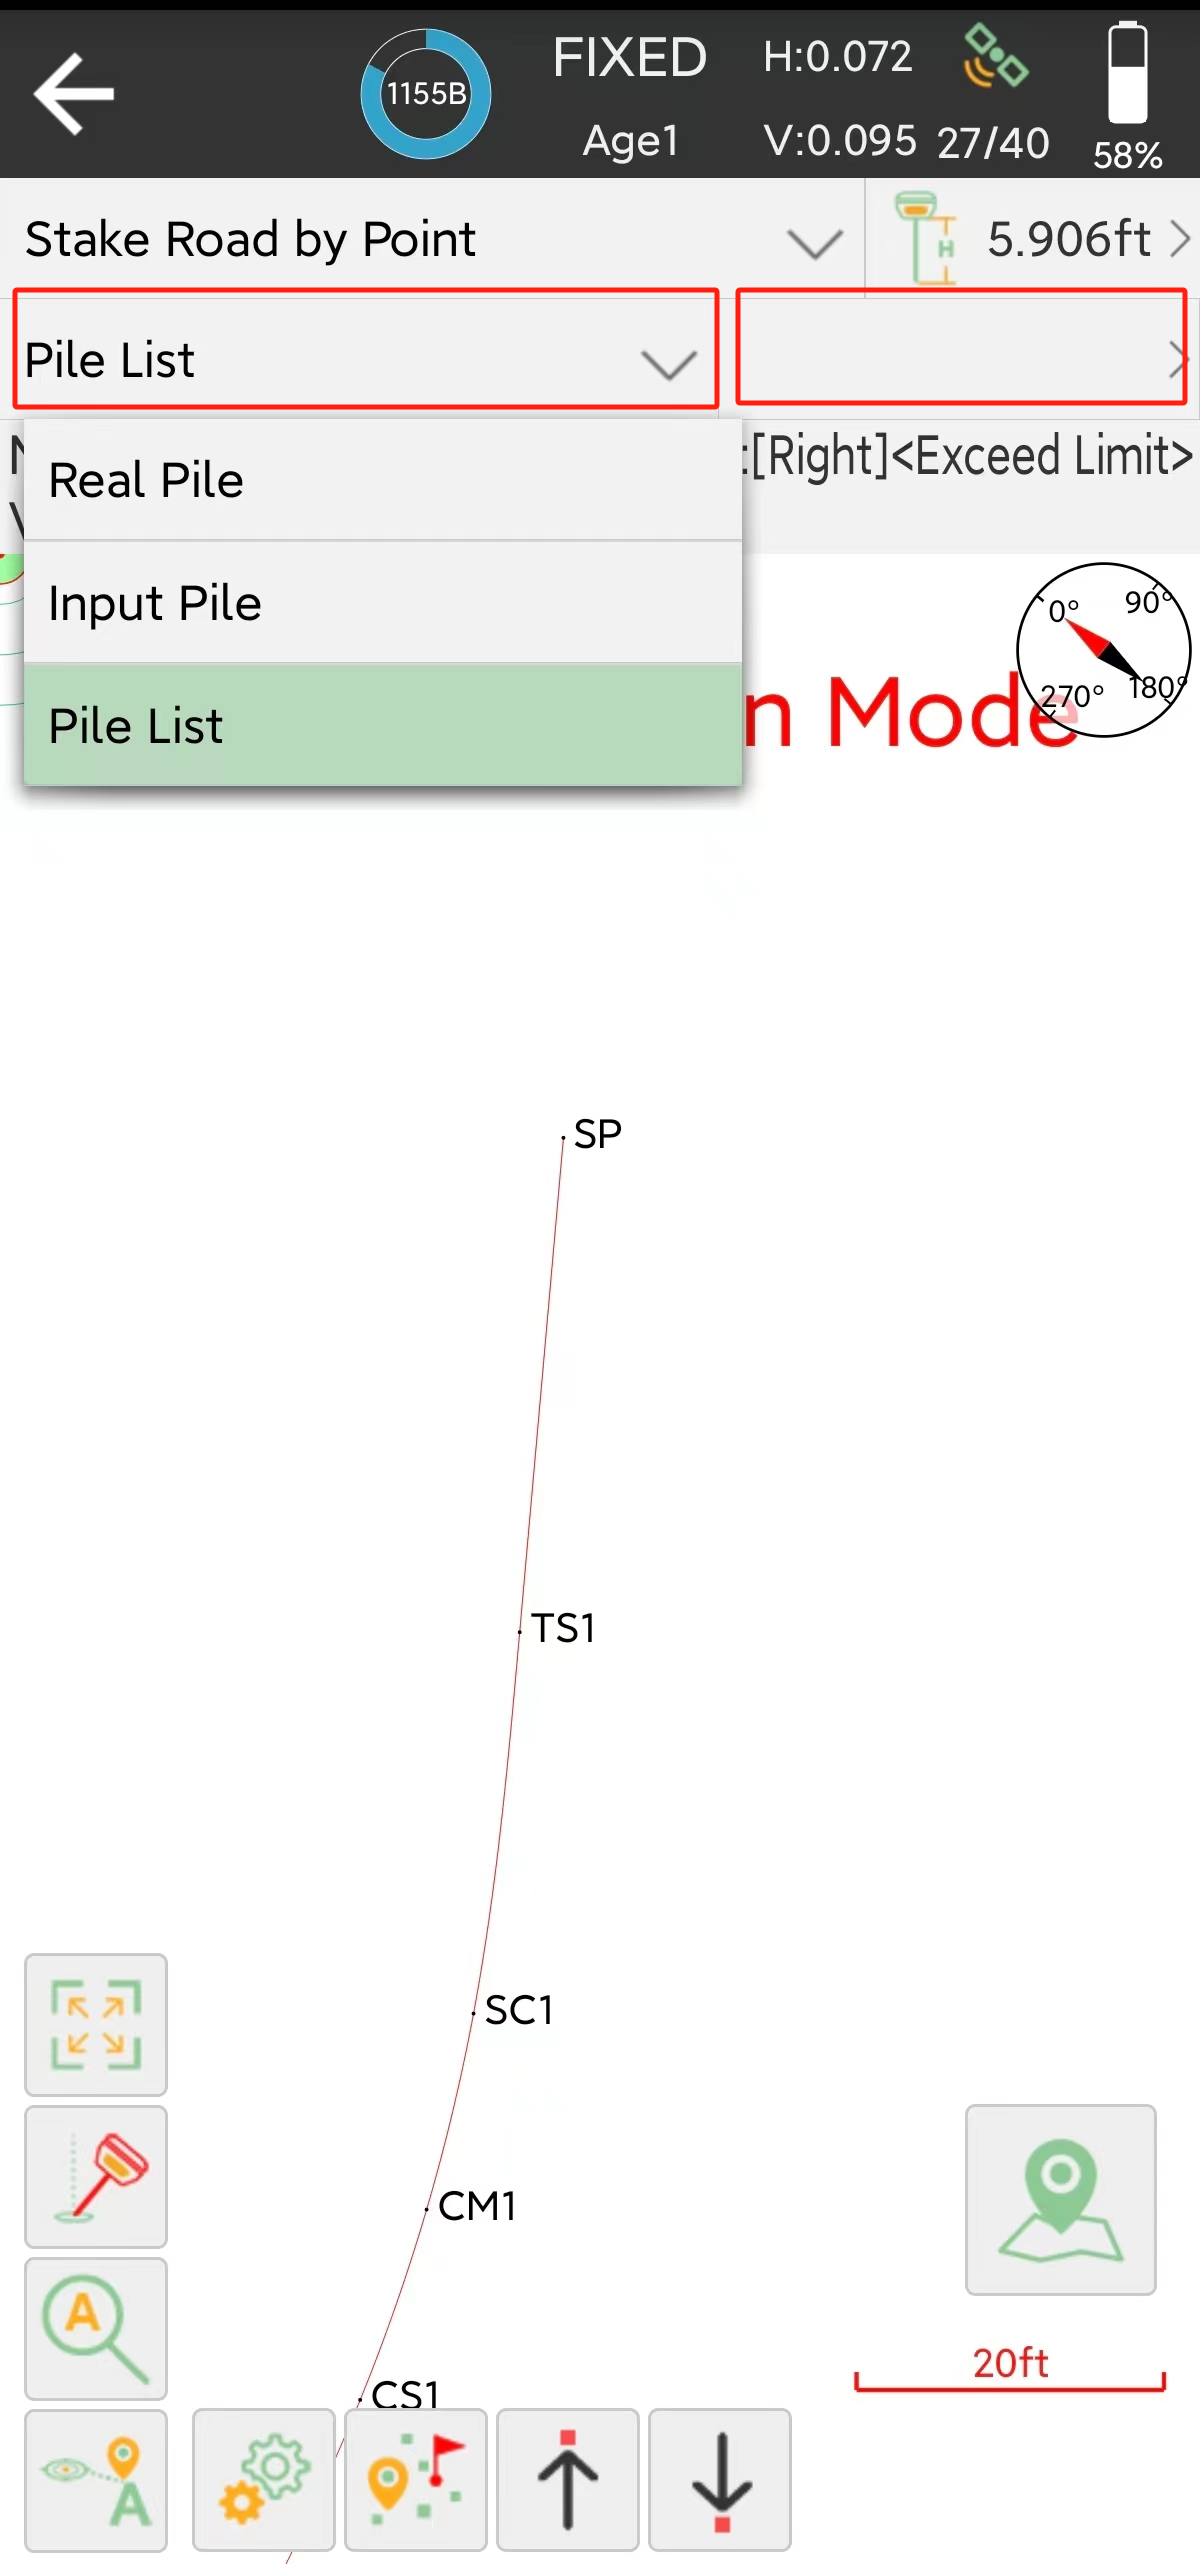 1155B
FIXED
Age1
H:0.072
V:0.095
27/40
58%
Stake Road by Point
H
5.906ft
Pile List
Real Pile
Input Pile
Pile List
:[Right]<Exceed Limit>
0° 90°
270° 180°
n Mode
SP
TS1
SC1
CM1
CS1
A
A
20ft